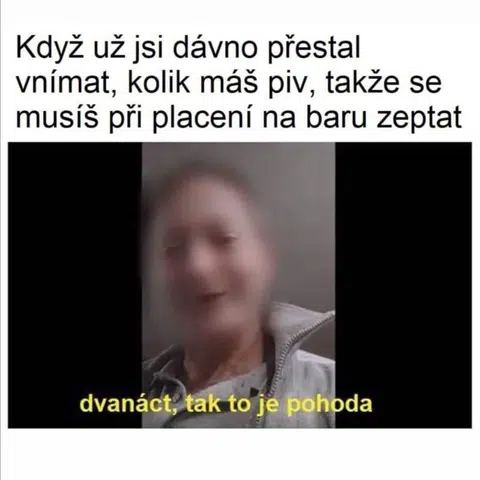 Když už jsi dávno přestal
vnímat, kolik máš piv, takže se
musíš při placení na baru zeptat
dvanáct, tak to je pohoda